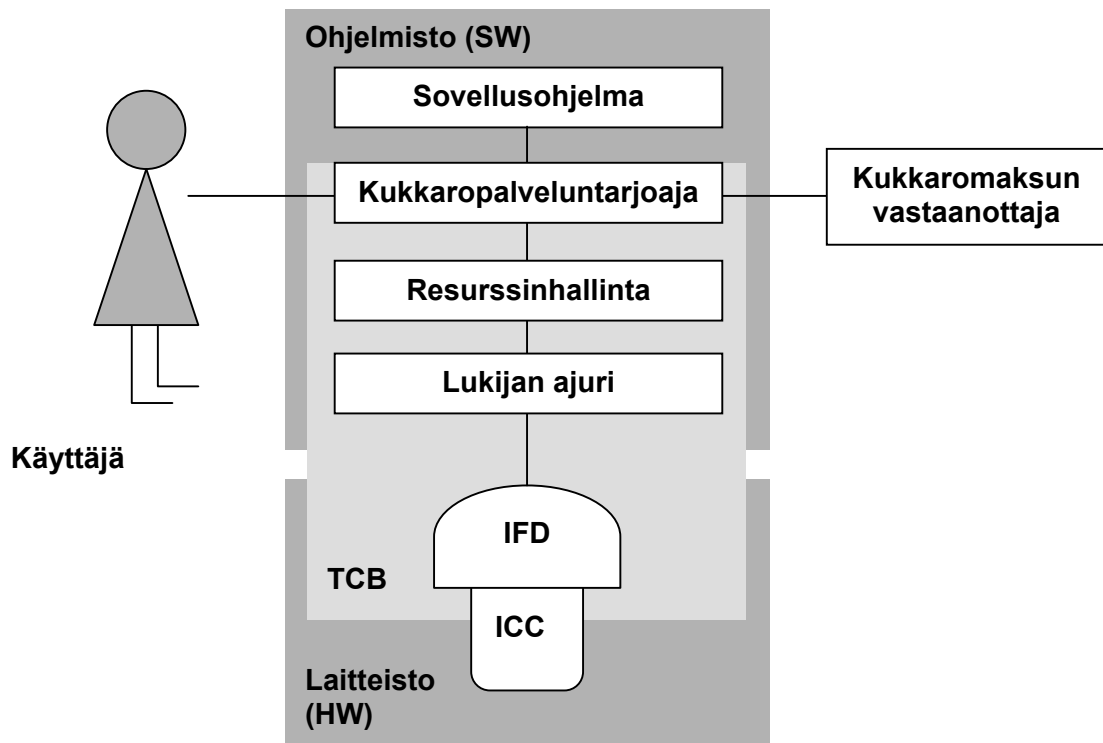 Ohjelmisto (SW)
Sovellusohjelma
Kukkaropalveluntarjoaja
Kukkaromaksun
vastaanottaja
Resurssinhallinta
Lukijan ajuri
Käyttäjä
IFD
TCB
ICC
Laitteisto
(HW)